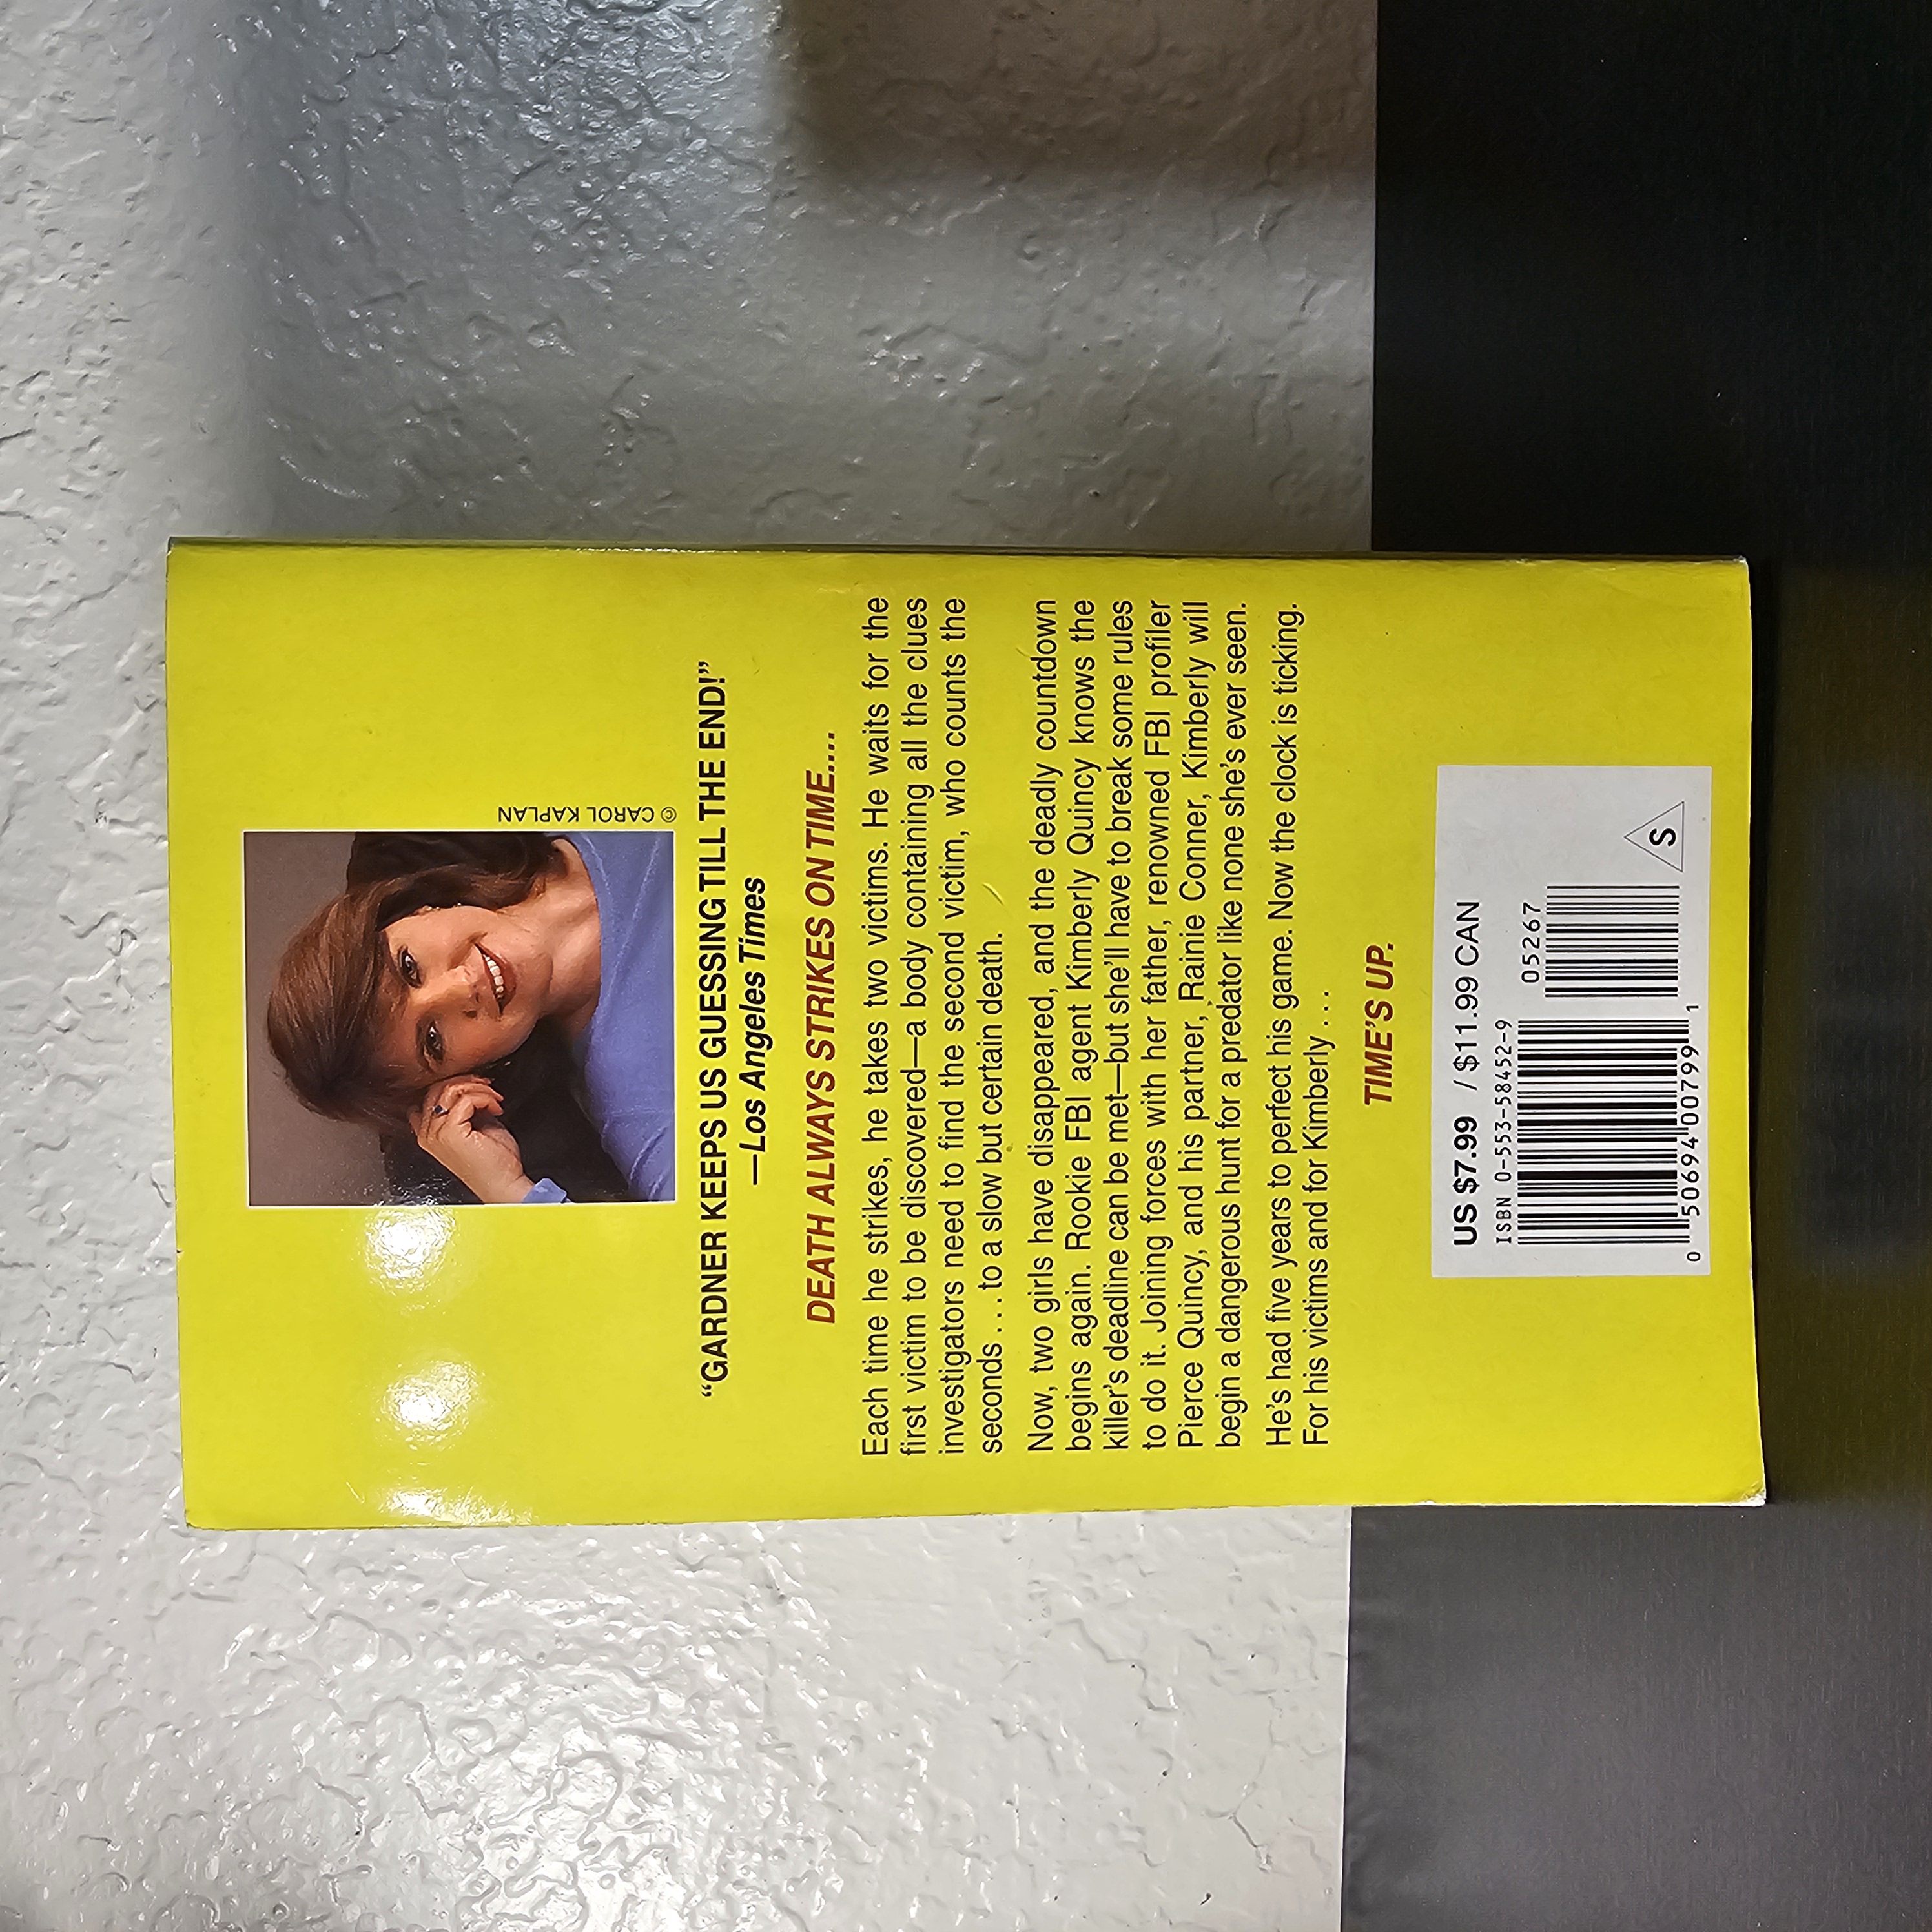 © CAROL KAPLAN
“GARDNER KEEPS US GUESSING TILL THE END!”
—Los Angeles Times
DEATH ALWAYS STRIKES ON TIME....
Each time he strikes, he takes two victims. He waits for the
first victim to be discovered—a body containing all the clues
investigators need to find the second victim, who counts the
seconds . . . to a slow but certain death.
Now, two girls have disappeared, and the deadly countdown
begins again. Rookie FBI agent Kimberly Quincy knows the
killer’s deadline can be met—but she’ll have to break some rules
to do it. Joining forces with her father, renowned FBI profiler
Pierce Quincy, and his partner, Rainie Conner, Kimberly will
begin a dangerous hunt for a predator like none she’s ever seen.
He’s had five years to perfect his game. Now the clock is ticking.
For his victims and for Kimberly . . .
TIME’S UP.
US $7.99 / $11.99 CAN
ISBN 0-553-58452-9
05267
S
0 50694 00799 1